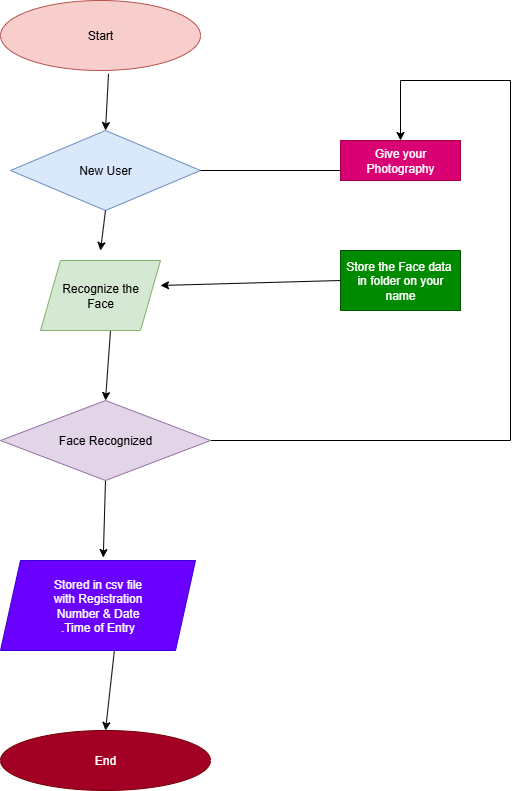 Start
New User
Give your
Photography
Recognize the
Face
Store the Face data
in folder on your
name
Face Recognized
Stored in csv file
with Registration
Number & Date
.Time of Entry
End